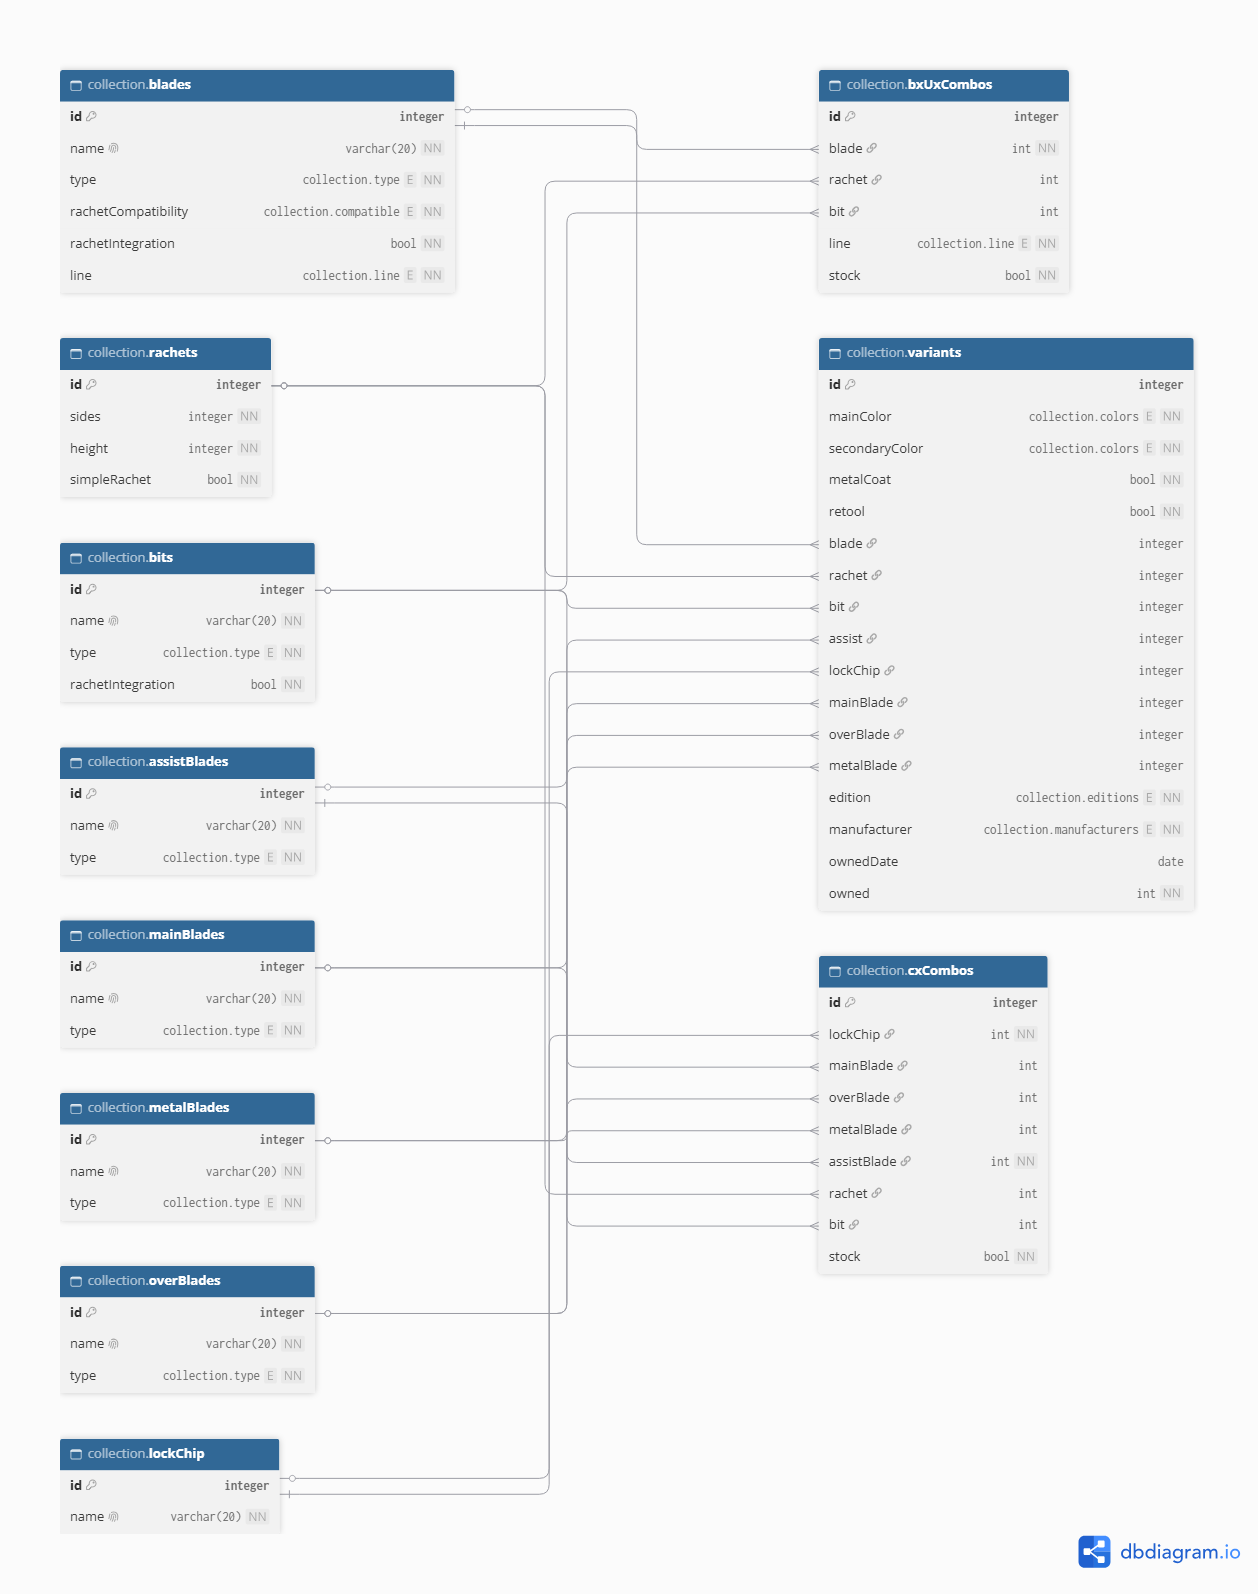 collection.blades
id integer
name varchar(20) NN
type collection.type E NN
rachetCompatibility collection.compatible E NN
rachetIntegration bool NN
line collection.line E NN
collection.rachets
id integer
sides integer NN
height integer NN
simpleRachet bool NN
collection.bits
id integer
name varchar(20) NN
type collection.type E NN
rachetIntegration bool NN
collection.assistBlades
id integer
name varchar(20) NN
type collection.type E NN
collection.mainBlades
id integer
name varchar(20) NN
type collection.type E NN
collection.metalBlades
id integer
name varchar(20) NN
type collection.type E NN
collection.overBlades
id integer
name varchar(20) NN
type collection.type E NN
collection.lockChip
id integer
name varchar(20) NN
collection.bxUxCombos
id integer
blade int NN
rachet int
bit int
line collection.line E NN
stock bool NN
collection.variants
id integer
mainColor collection.colors E NN
secondaryColor collection.colors E NN
metalCoat bool NN
retool bool NN
blade integer
rachet integer
bit integer
assist integer
lockChip integer
mainBlade integer
overBlade integer
metalBlade integer
edition collection.editions E NN
manufacturer collection.manufacturers E NN
ownedDate date
owned int NN
collection.cxCombos
id integer
lockChip int NN
mainBlade int
overBlade int
metalBlade int
assistBlade int NN
rachet int
bit int
stock bool NN
dbdiagram.io